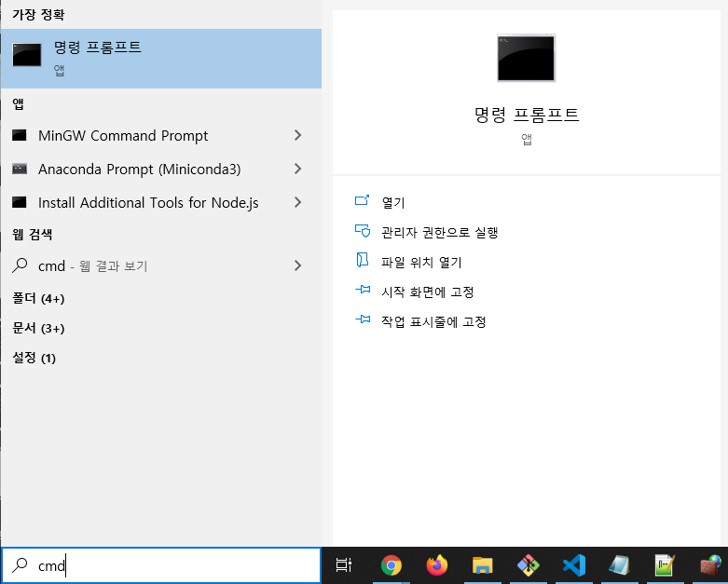 가장 정확
명령 프롬프트
앱
앱
MinGW Command Prompt
Anaconda Prompt (Miniconda3)
Install Additional Tools for Node.js
웹 검색
cmd - 웹 결과 보기
폴더 (4+)
문서 (3+)
설정 (1)
명령 프롬프트
앱
열기
관리자 권한으로 실행
파일 위치 열기
시작 화면에 고정
작업 표시줄에 고정
cmd